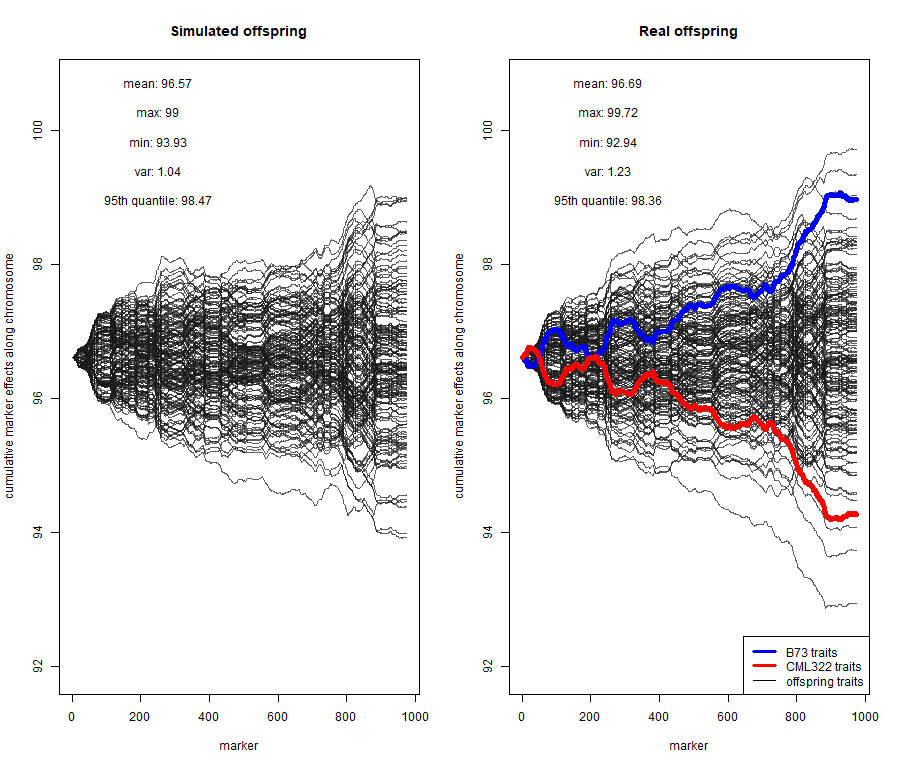 Simulated offspring
mean: 96.57
max: 99
min: 93.93
var: 1.04
95th quantile: 98.47
cumulative marker effects along chromosome
100
98
96
94
92
0 200 400 600 800 1000
marker
Real offspring
mean: 96.69
max: 99.72
min: 92.94
var: 1.23
95th quantile: 98.36
cumulative marker effects along chromosome
100
98
96
94
92
B73 traits
CML322 traits
offspring traits
0 200 400 600 800 1000
marker